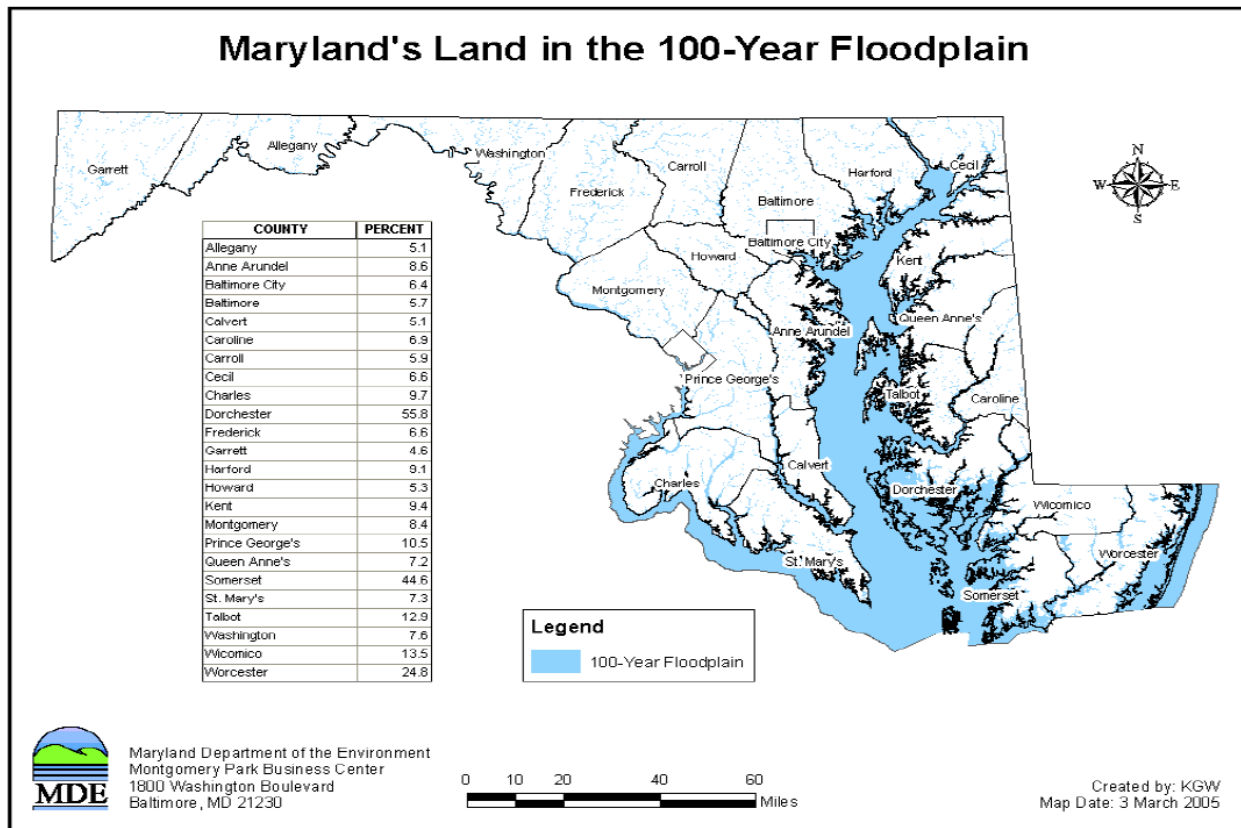 Maryland's Land in the 100-Year Floodplain
Garrett
Allegany
Washington
Frederick
Carroll
Baltimore
Harford
Cecil
Baltimore City
Howard
Montgomery
Kent
Queen Anne's
Anne Arundel
Prince George's
Talbot
Caroline
Calvert
Charles
Dorchester
Wicomico
St. Mary's
Worcester
Somerset
N
W E
S
COUNTY PERCENT
Allegany 5.1
Anne Arundel 8.6
Baltimore City 6.4
Baltimore 5.7
Calvert 5.1
Caroline 6.9
Carroll 5.9
Cecil 6.6
Charles 9.7
Dorchester 55.8
Frederick 6.6
Garrett 4.6
Harford 9.1
Howard 5.3
Kent 9.4
Montgomery 8.4
Prince George's 10.5
Queen Anne's 7.2
Somerset 44.6
St. Mary's 7.3
Talbot 12.9
Washington 7.6
Wicomico 13.5
Worcester 24.8
Legend
100-Year Floodplain
MDE
Maryland Department of the Environment
Montgomery Park Business Center
1800 Washington Boulevard
Baltimore, MD 21230
0 10 20 40 60
Miles
Created by: KGW
Map Date: 3 March 2005